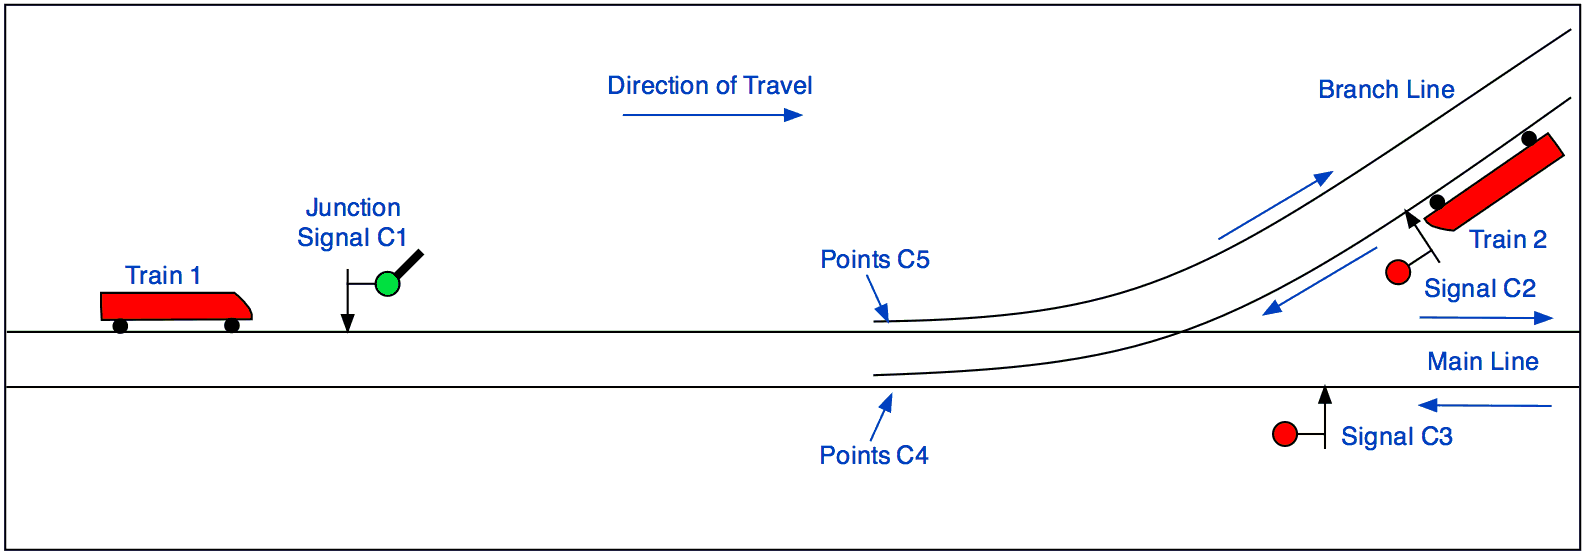 Direction of Travel
Branch Line
Junction
Signal C1
Train 1
Points C5
Train 2
Signal C2
Main Line
Points C4
Signal C3